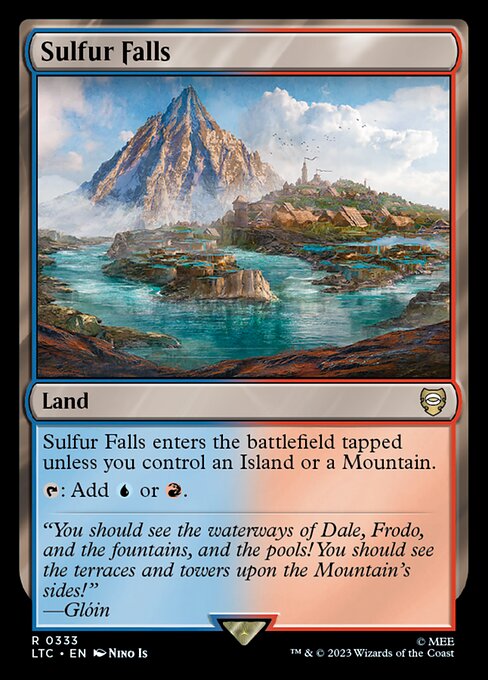 Sulfur Falls
Land
Sulfur Falls enters the battlefield tapped
unless you control an Island or a Mountain.
: Add or .
“You should see the waterways of Dale, Frodo,
and the fountains, and the pools! You should see
the terraces and towers upon the Mountain’s
sides!”
—Glóin
R 0333
LTC • EN Nino Is
© MEE
™ & © 2023 Wizards of the Coast